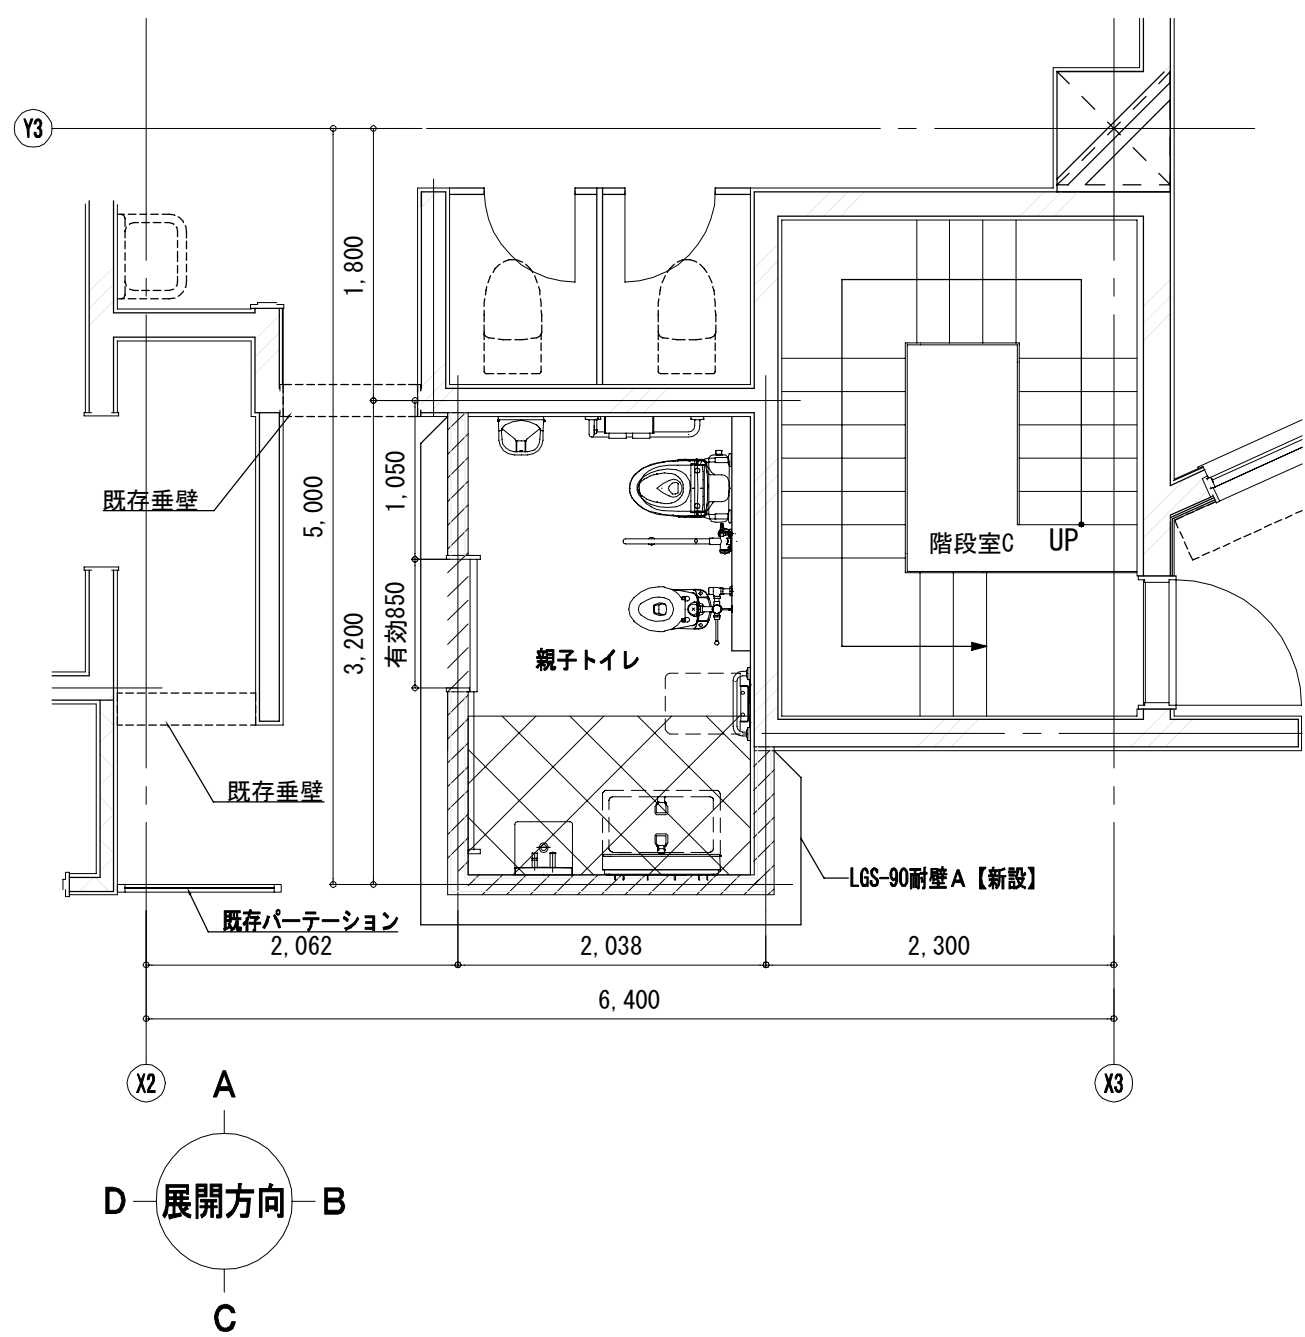 Y3
1,800
5,000
1,050
既存垂壁
階段室C
UP
有効850
3,200
親子トイレ
既存垂壁
LGS-90耐壁A【新設】
既存パーテーション
2,062
2,038
2,300
6,400
X2
X3
A
D
展開方向
B
C